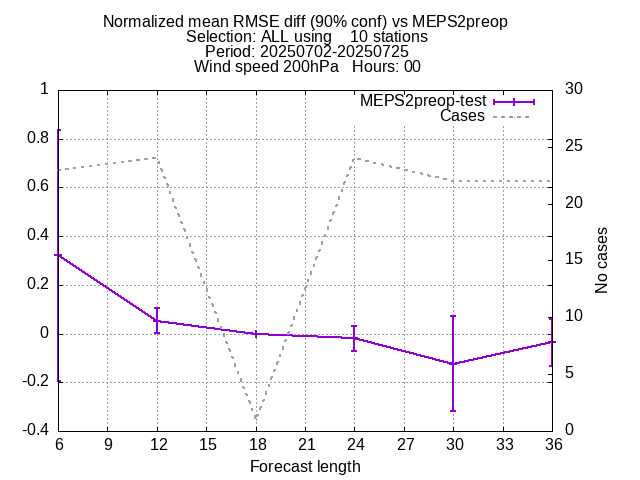 Normalized mean RMSE diff (90% conf) vs MEPS2preop
Selection: ALL using    10 stations
Period: 20250702-20250725
Wind speed 200hPa   Hours: 00
MEPS2preop-test
Cases
1
0.8
0.6
0.4
0.2
0
-0.2
-0.4
30
25
20
15
10
5
0
No cases
6 9 12 15 18 21 24 27 30 33 36
Forecast length